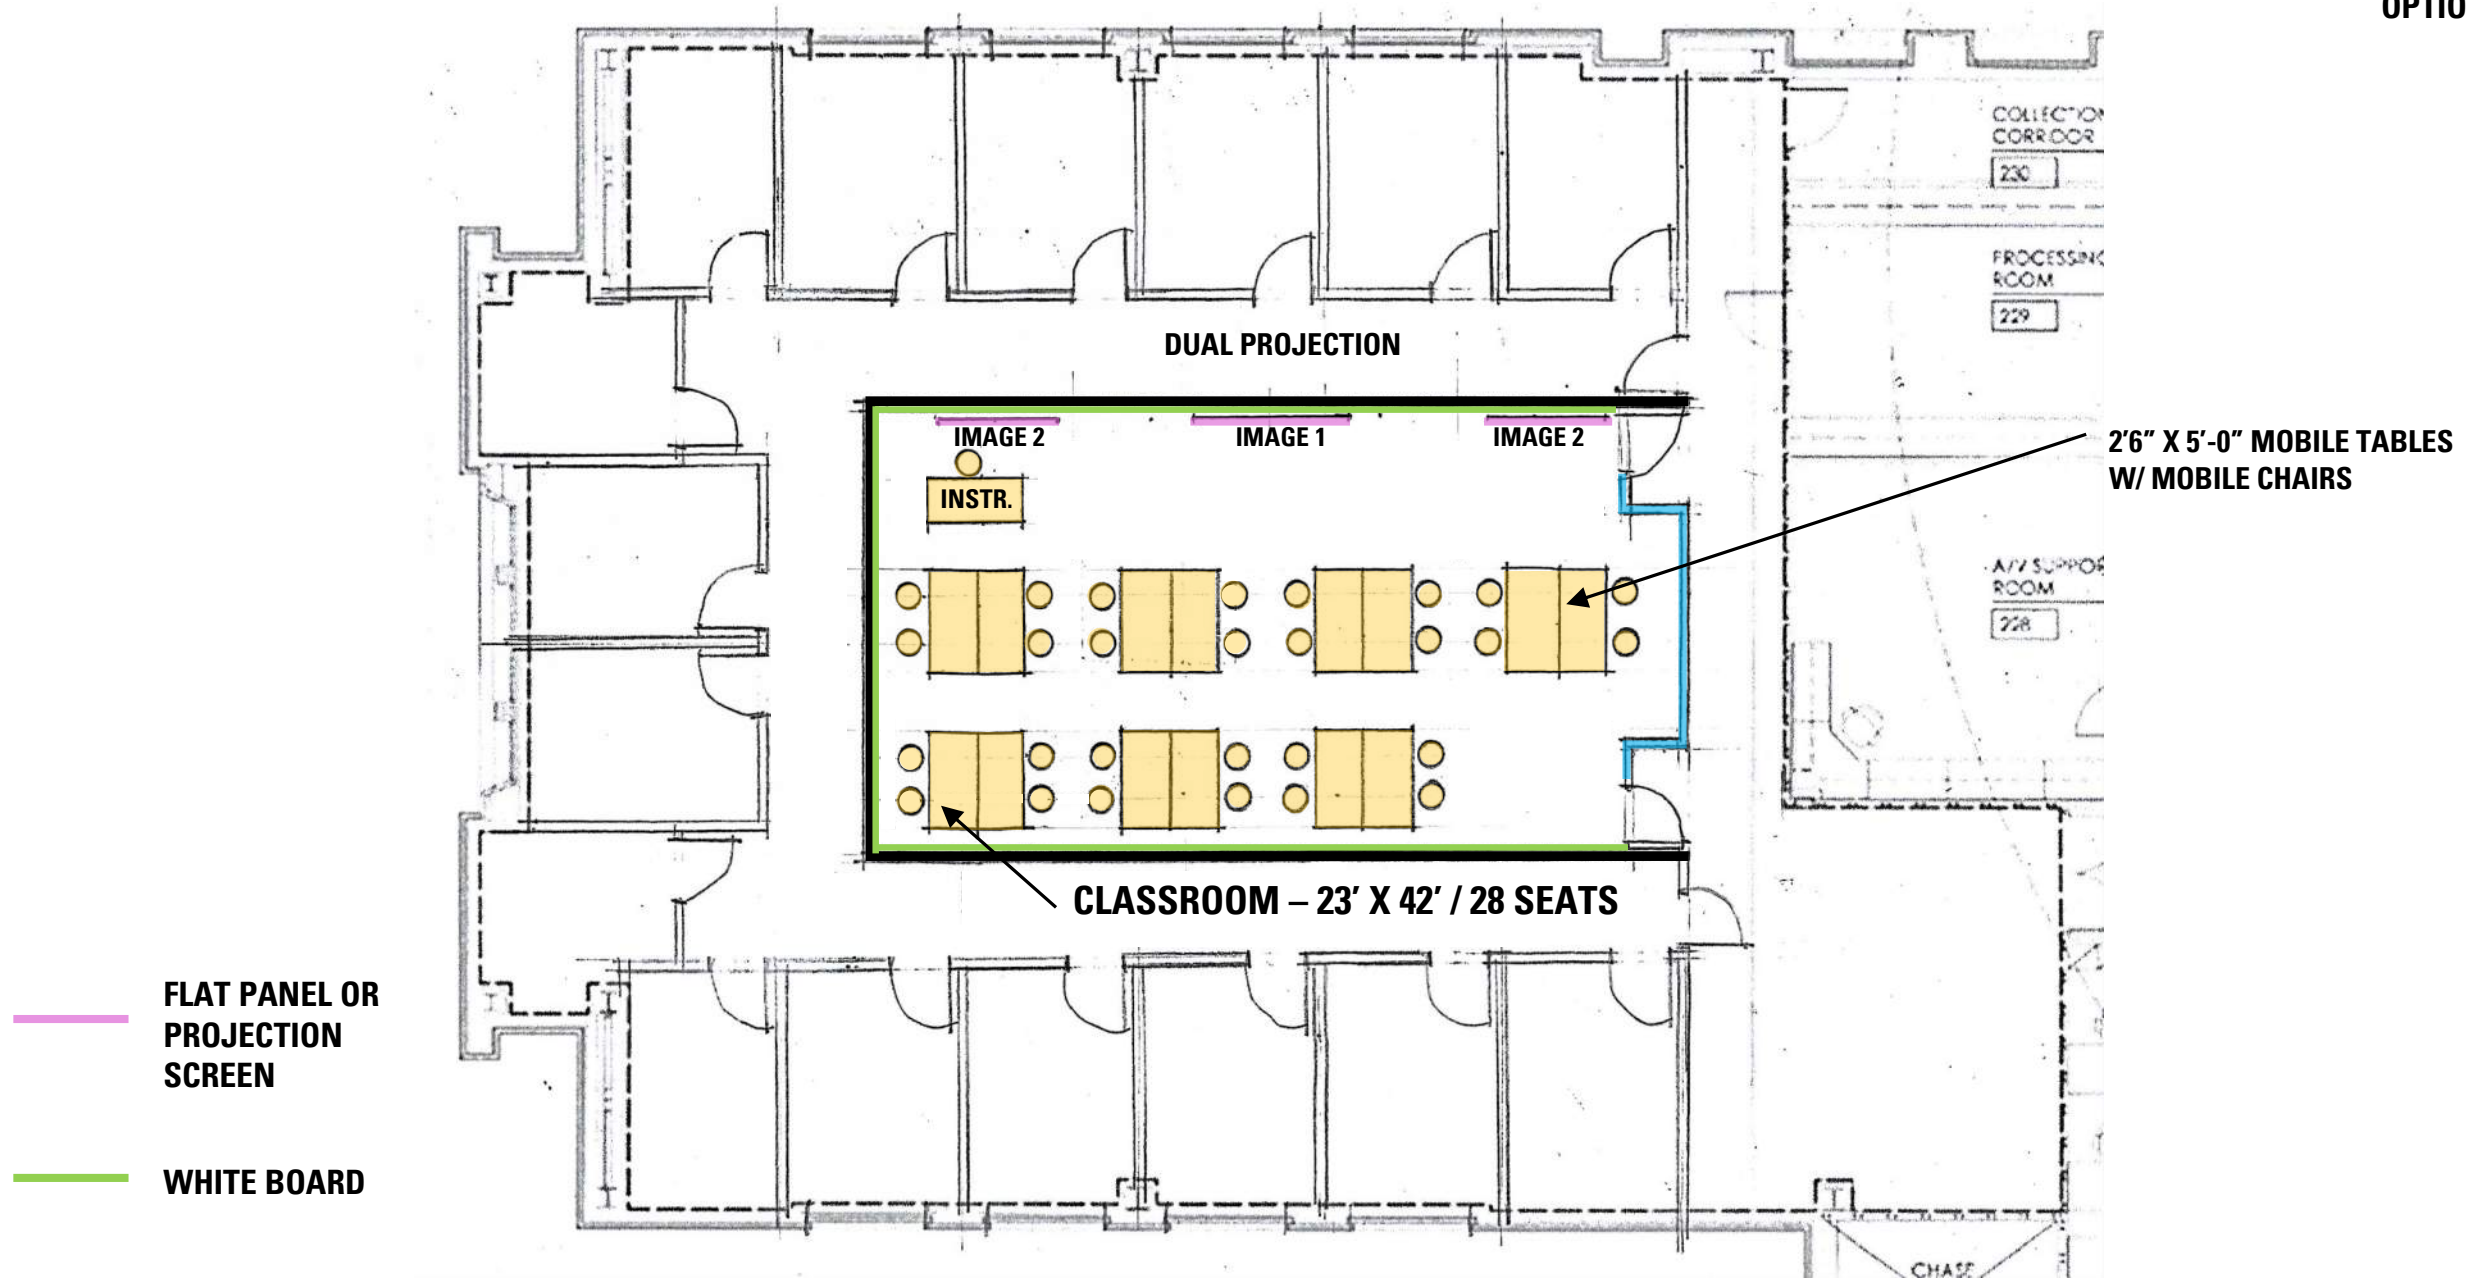 OPTIO
COLLECTION
CORRIDOR
230
PROCESSING
ROOM
229
DUAL PROJECTION
IMAGE 2
IMAGE 1
IMAGE 2
2'6” X 5'-0” MOBILE TABLES
W/ MOBILE CHAIRS
INSTR.
A/V SUPPOR
ROOM
228
CLASSROOM – 23' X 42' / 28 SEATS
FLAT PANEL OR
PROJECTION
SCREEN
WHITE BOARD
CHASE